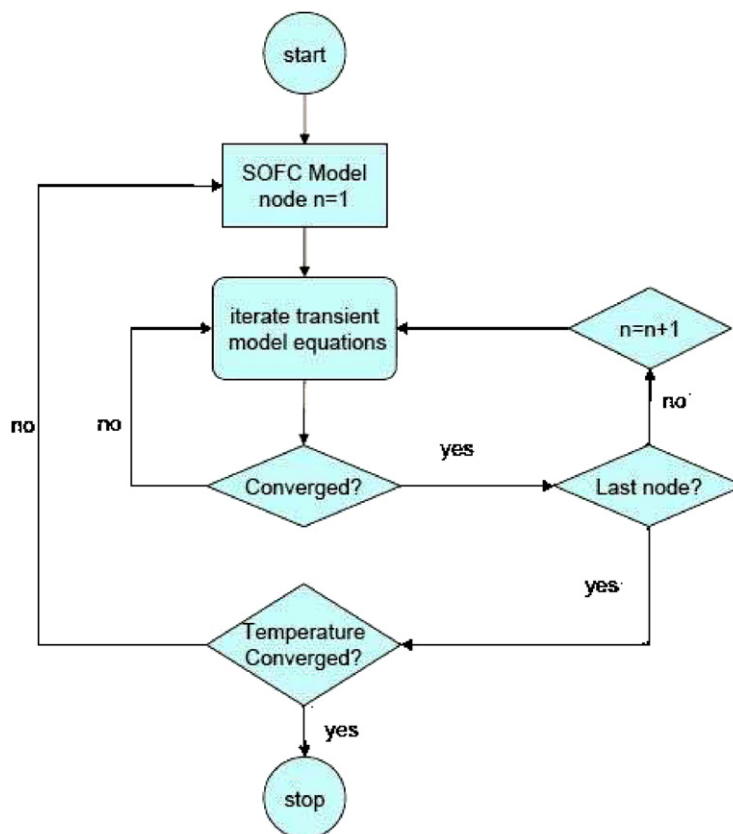 start
SOFC Model
node n=1
iterate transient
model equations
n=n+1
no
no
no
yes
Converged?
Last node?
yes
Temperature
Converged?
yes
stop